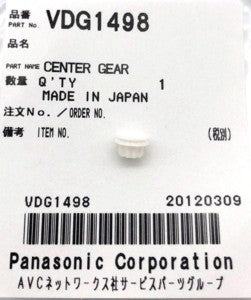 品番 PART NO. VDG1498
品名
PART NAME CENTER GEAR
数量 Q'TY 1
MADE IN JAPAN
注文No./ORDER NO.
備考 ITEM NO. (税別)
VDG1498 20120309
Panasonic Corporation
AVCネットワークス社サービスパーツグループ